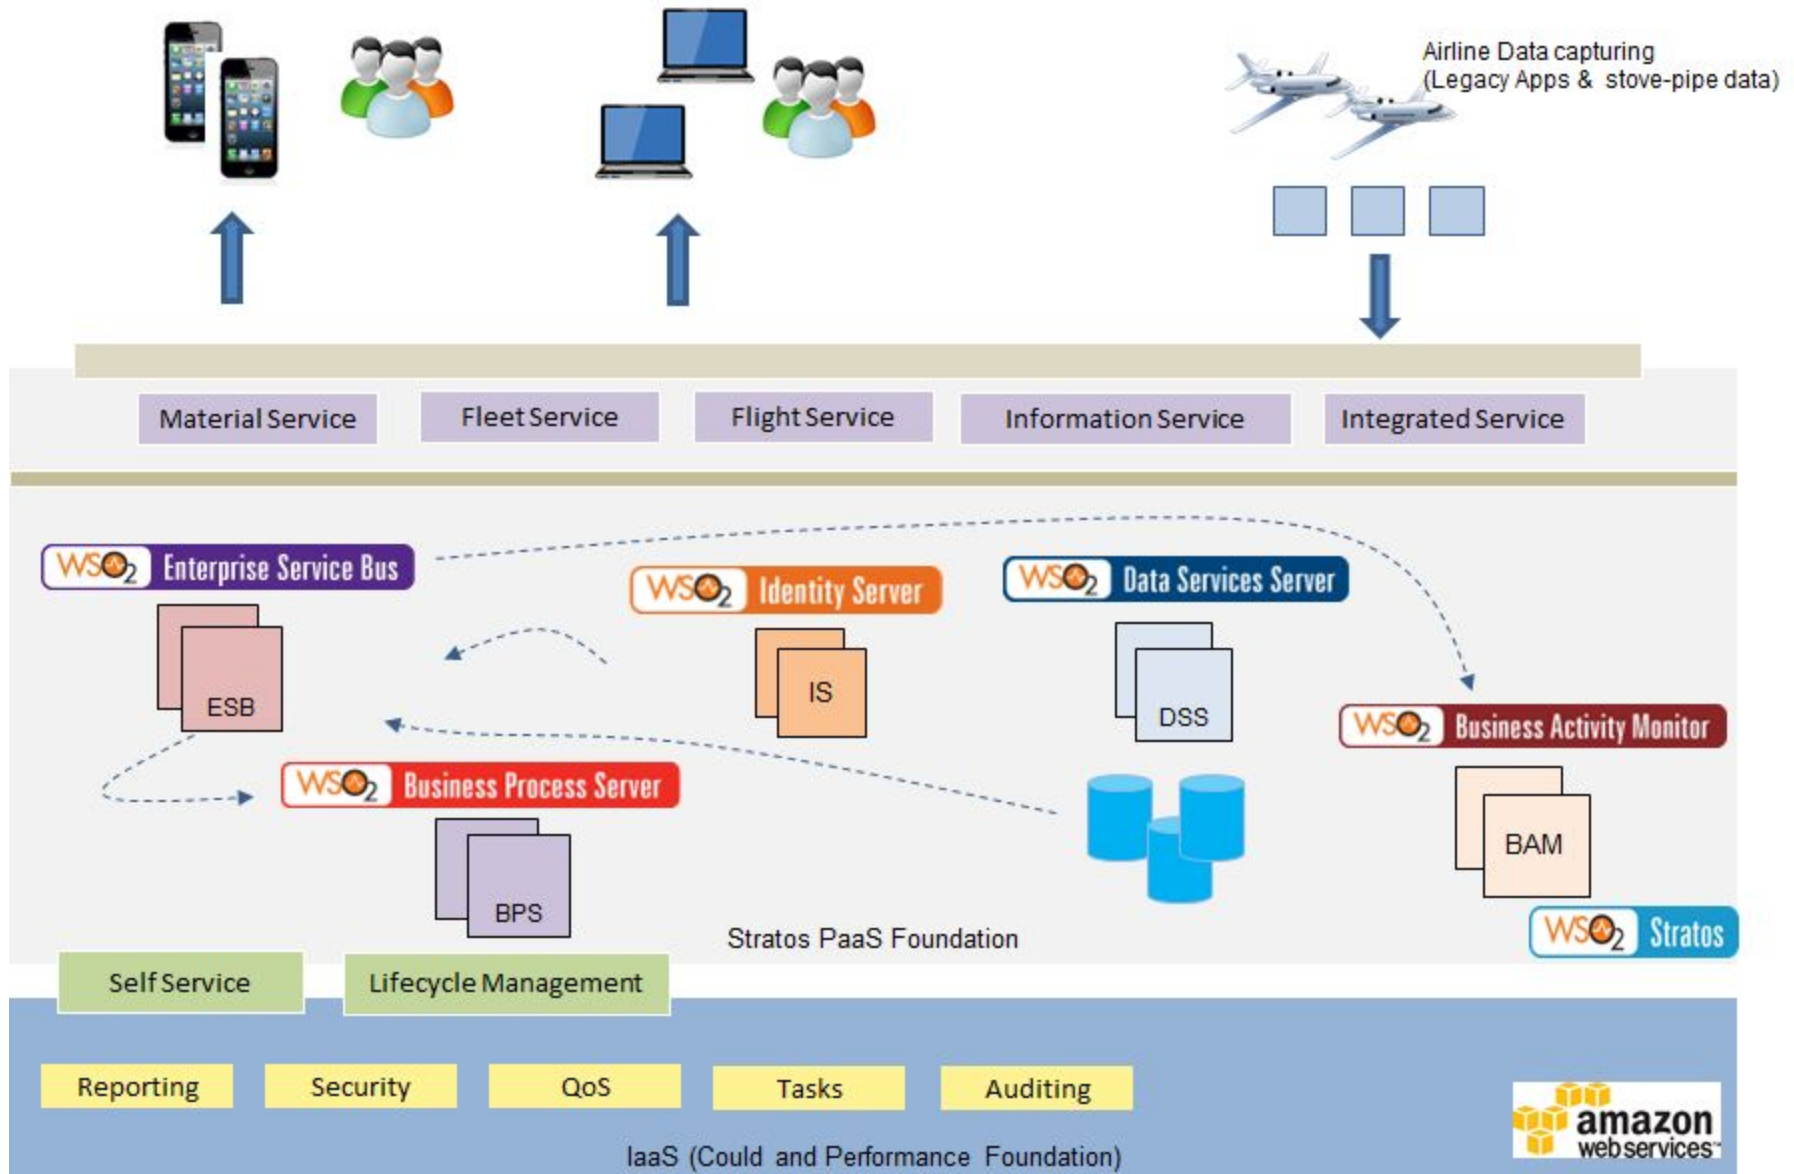 Airline Data capturing
(Legacy Apps & stove-pipe data)
Material Service
Fleet Service
Flight Service
Information Service
Integrated Service
WSO2 Enterprise Service Bus
WSO2 Identity Server
WSO2 Data Services Server
ESB
IS
DSS
WSO2 Business Activity Monitor
WSO2 Business Process Server
BAM
BPS
Stratos PaaS Foundation
WSO2 Stratos
Self Service
Lifecycle Management
Reporting
Security
QoS
Tasks
Auditing
amazon
web services™
IaaS (Could and Performance Foundation)